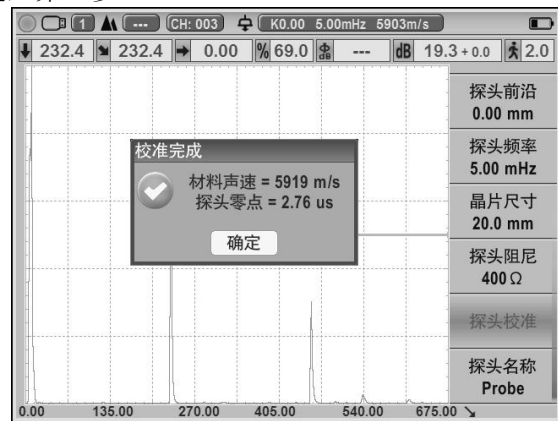 1 --- CH: 003 K0.00 5.00mHz 5903m/s
232.4 232.4 0.00 % 69.0 dB --- dB 19.3 + 0.0 2.0
探头前沿
0.00 mm
探头频率
5.00 mHz
晶片尺寸
20.0 mm
探头阻尼
400 Ω
探头校准
探头名称
Probe
校准完成
材料声速 = 5919 m/s
探头零点 = 2.76 us
确定
0.00 135.00 270.00 405.00 540.00 675.00